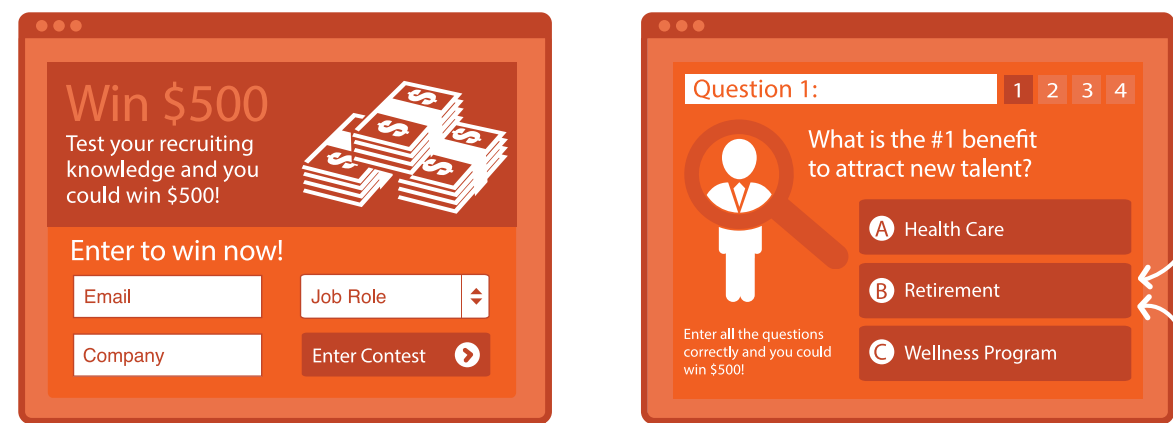 Win $500
Test your recruiting
knowledge and you
could win $500!
Enter to win now!
Email
Job Role
Company
Enter Contest
Question 1:
1 2 3 4
What is the #1 benefit
to attract new talent?
A Health Care
B Retirement
C Wellness Program
Enter all the questions
correctly and you could
win $500!